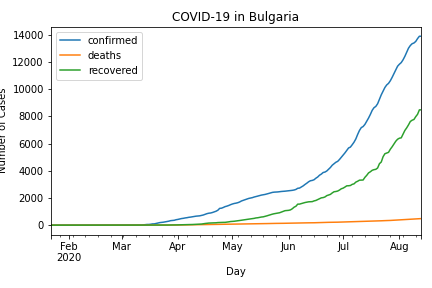 COVID-19 in Bulgaria
14000
12000
10000
8000
6000
4000
2000
0
confirmed
deaths
recovered
Number of Cases
Feb
2020
Mar
Apr
May
Jun
Jul
Aug
Day